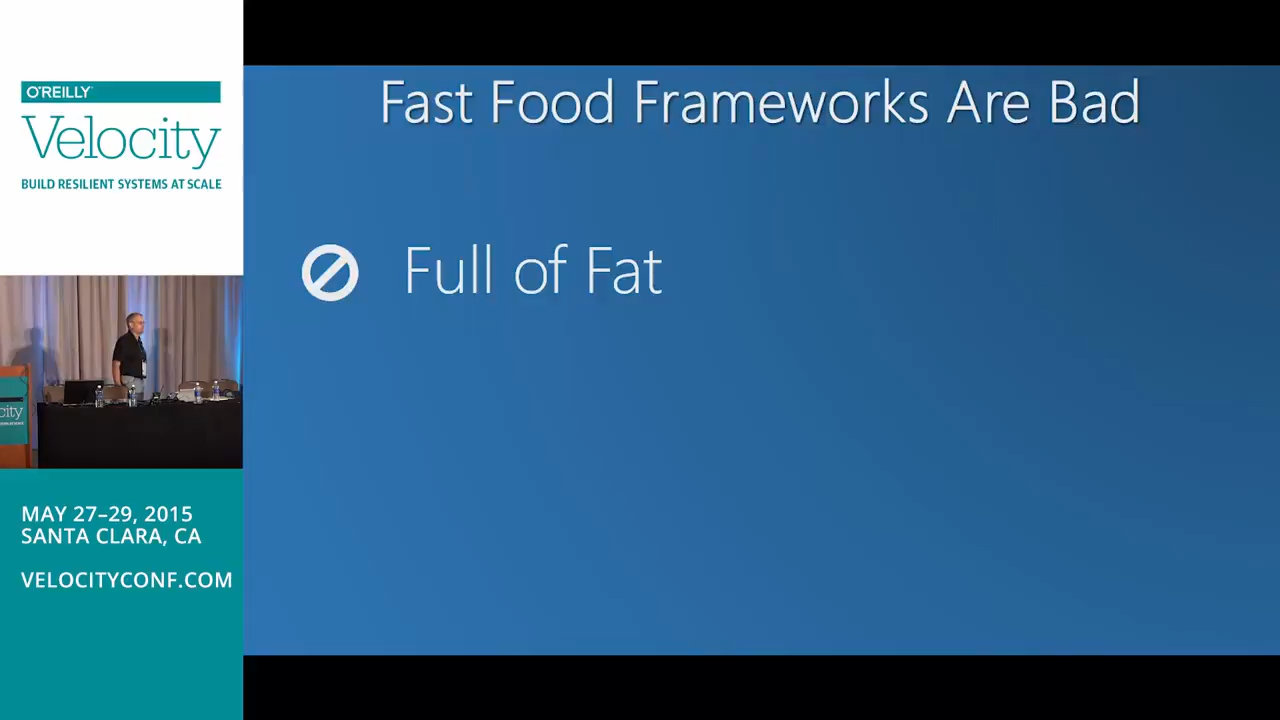 O'REILLY
Velocity
BUILD RESILIENT SYSTEMS AT SCALE
Fast Food Frameworks Are Bad
Full of Fat
city
MAY 27–29, 2015
SANTA CLARA, CA
VELOCITYCONF.COM